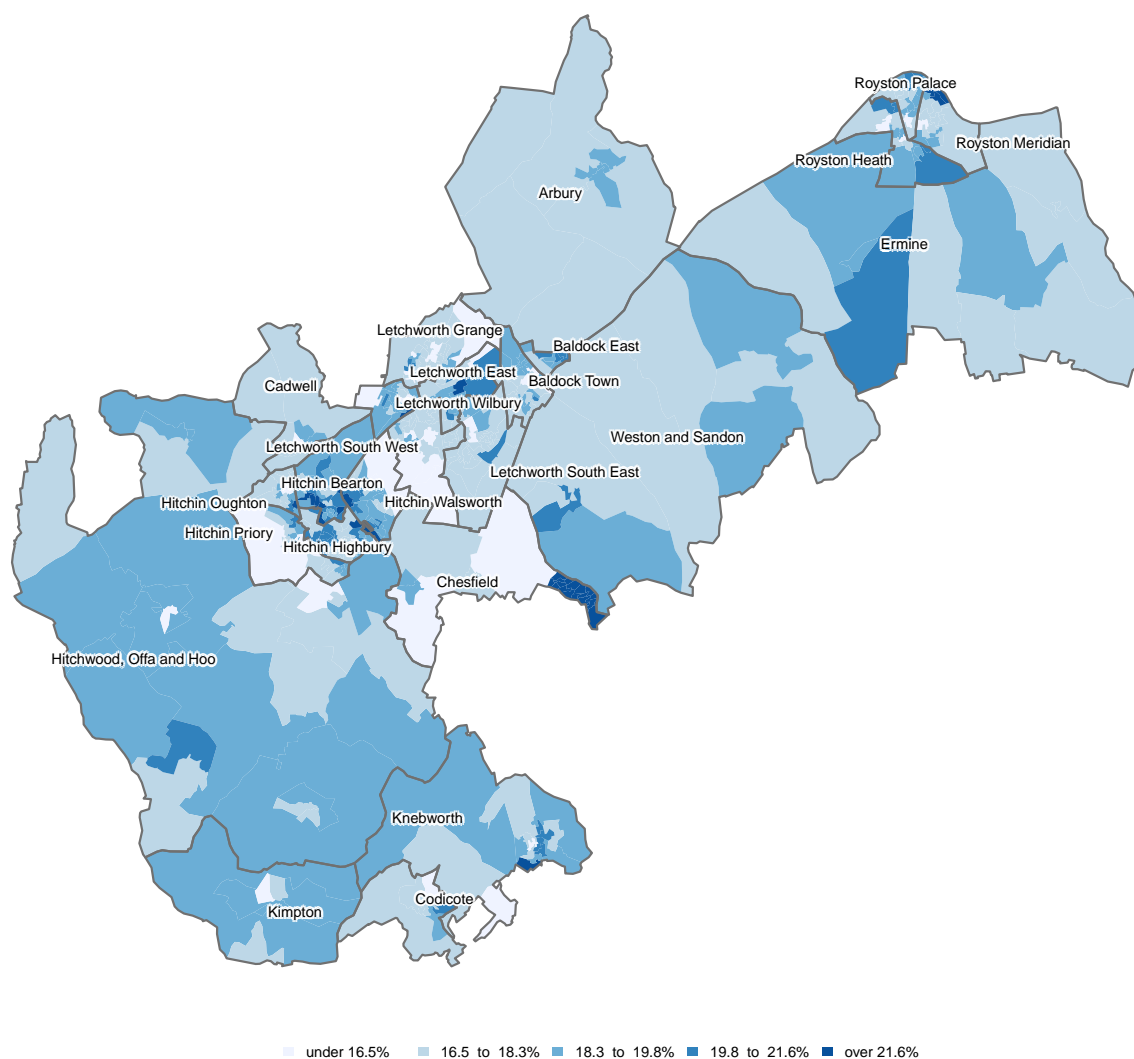 Royston Palace
Royston Meridian
Royston Heath
Arbury
Ermine
Letchworth Grange
Baldock East
Letchworth East
Baldock Town
Cadwell
Letchworth Wilbury
Weston and Sandon
Letchworth South West
Letchworth South East
Hitchin Bearton
Hitchin Oughton
Hitchin Walsworth
Hitchin Priory
Hitchin Highbury
Chesfield
Hitchwood, Offa and Hoo
Knebworth
Codicote
Kimpton
under 16.5% 16.5 to 18.3% 18.3 to 19.8% 19.8 to 21.6% over 21.6%